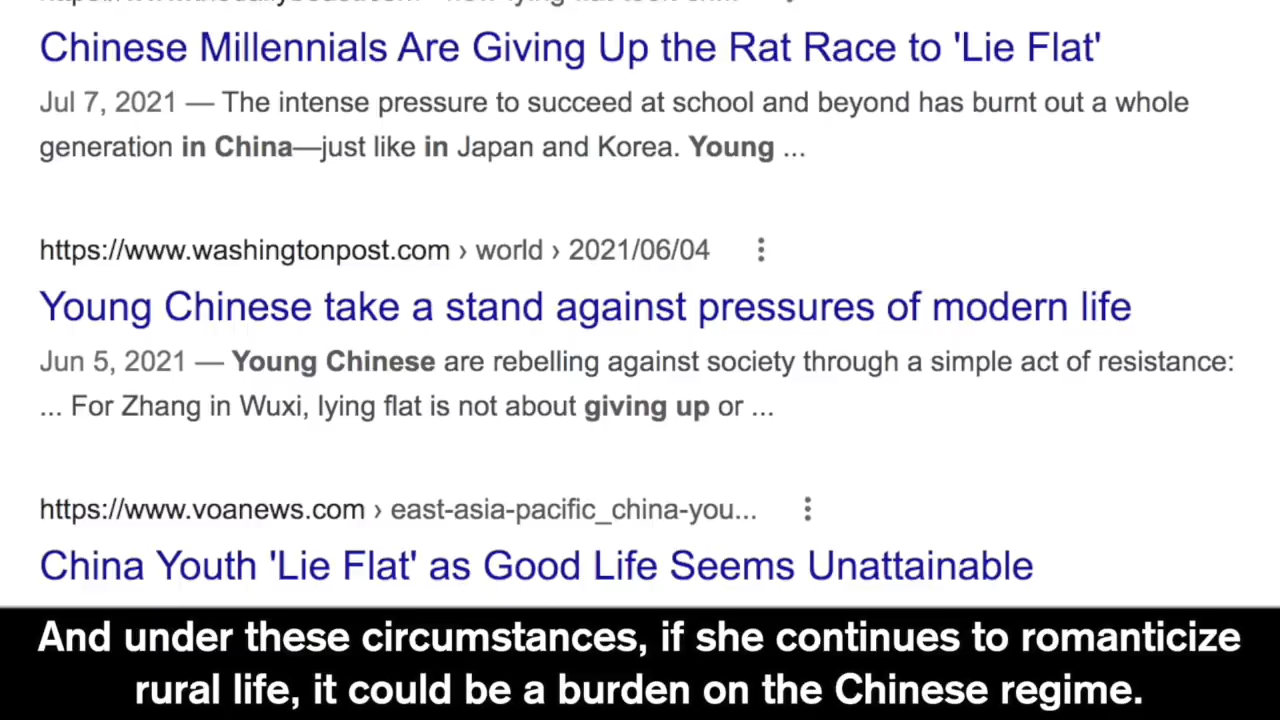 Chinese Millennials Are Giving Up the Rat Race to 'Lie Flat'
Jul 7, 2021 — The intense pressure to succeed at school and beyond has burnt out a whole
generation in China—just like in Japan and Korea. Young ...
https://www.washingtonpost.com › world › 2021/06/04
Young Chinese take a stand against pressures of modern life
Jun 5, 2021 — Young Chinese are rebelling against society through a simple act of resistance:
... For Zhang in Wuxi, lying flat is not about giving up or ...
https://www.voanews.com › east-asia-pacific_china-you...
China Youth 'Lie Flat' as Good Life Seems Unattainable
And under these circumstances, if she continues to romanticize
rural life, it could be a burden on the Chinese regime.